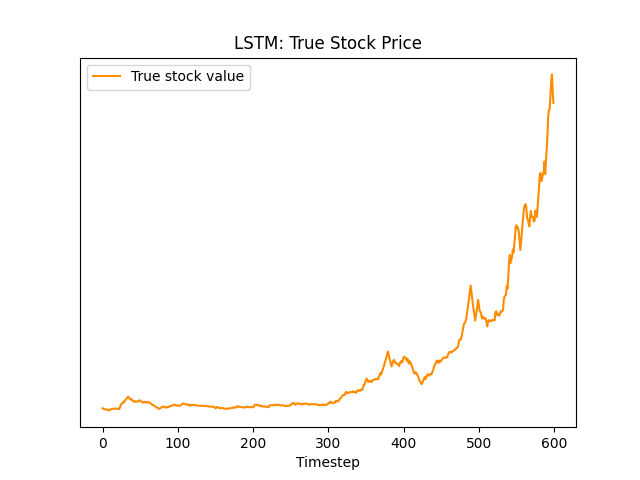 LSTM: True Stock Price
True stock value
0 100 200 300 400 500 600
Timestep